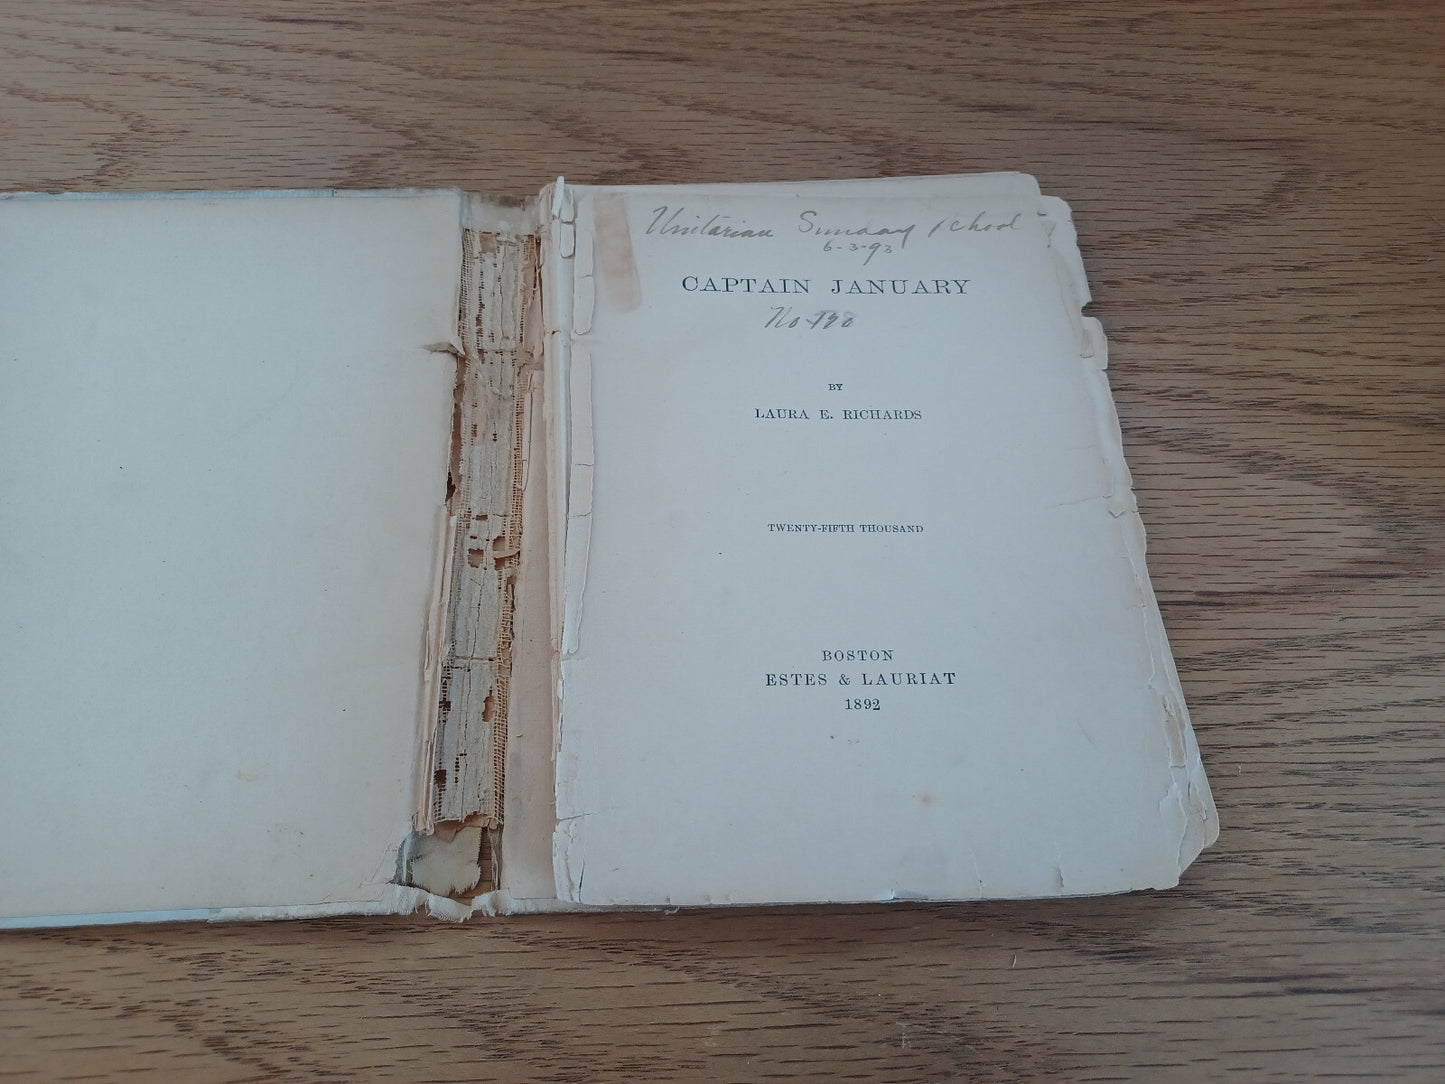 Unitarian Sunday School
6-3-93
CAPTAIN JANUARY
No
BY
LAURA E. RICHARDS
TWENTY-FIFTH THOUSAND
BOSTON
ESTES & LAURIAT
1892